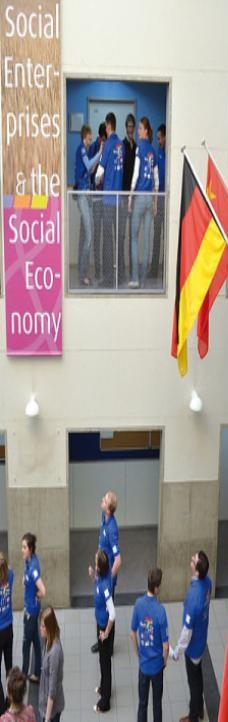 Social
Enter-
prises
& the
Social
Eco-
nomy